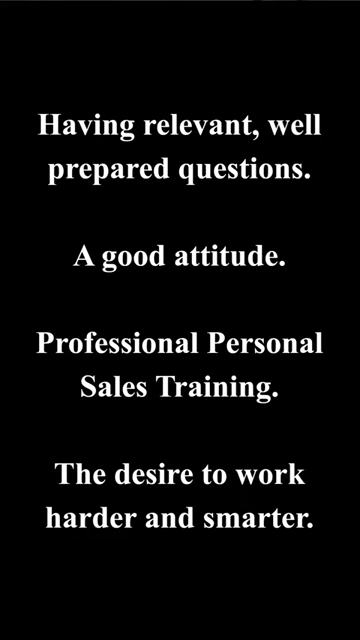 Having relevant, well
prepared questions.
A good attitude.
Professional Personal
Sales Training.
The desire to work
harder and smarter.